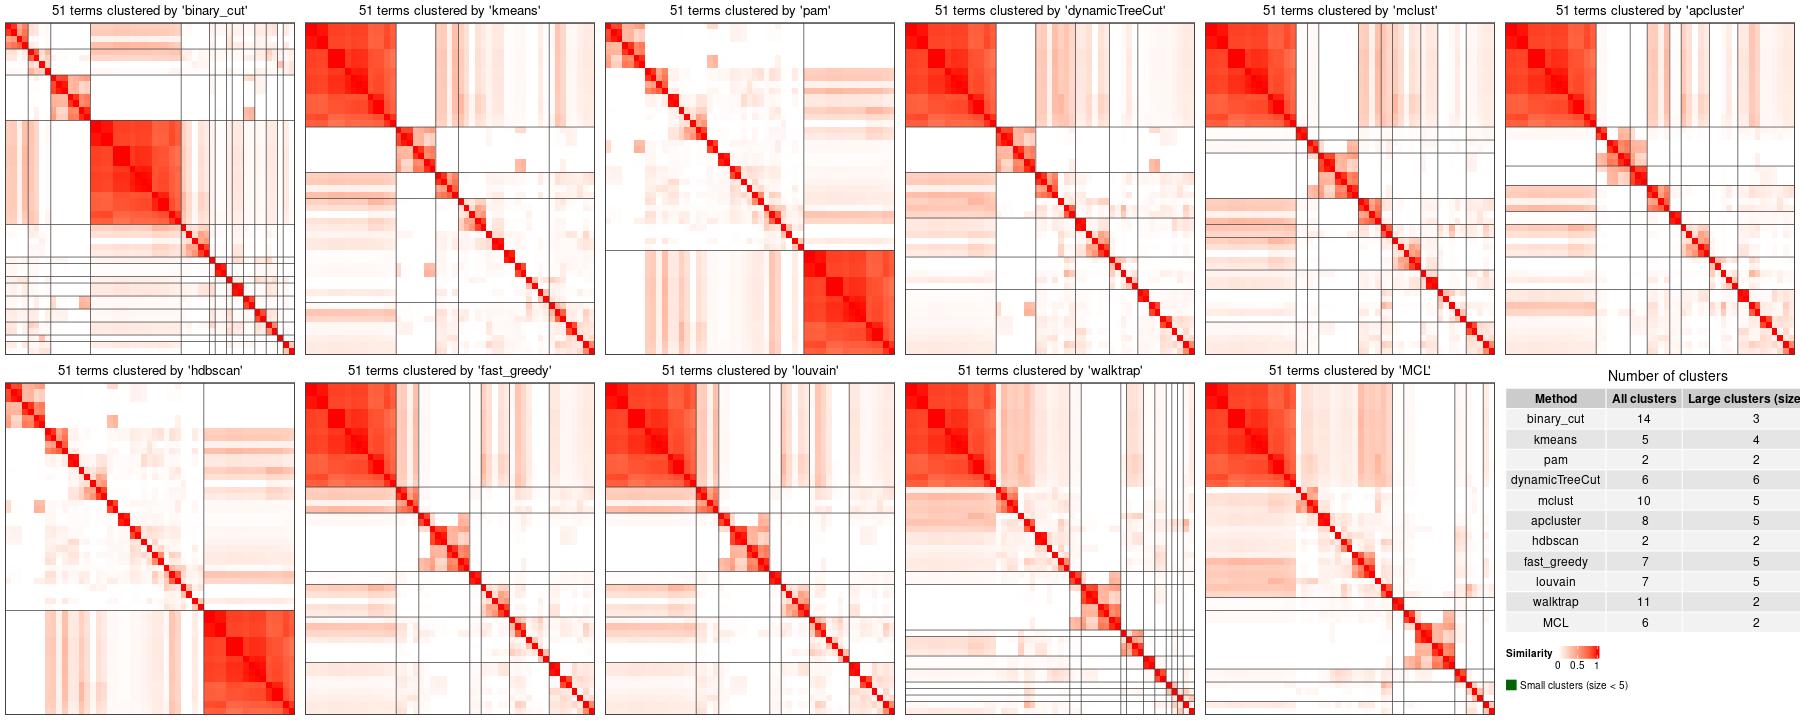 51 terms clustered by 'binary_cut'
51 terms clustered by 'kmeans'
51 terms clustered by 'pam'
51 terms clustered by 'dynamicTreeCut'
51 terms clustered by 'mclust'
51 terms clustered by 'apcluster'
51 terms clustered by 'hdbscan'
51 terms clustered by 'fast_greedy'
51 terms clustered by 'louvain'
51 terms clustered by 'walktrap'
51 terms clustered by 'MCL'
Number of clusters
Method All clusters Large clusters (size
binary_cut 14 3
kmeans 5 4
pam 2 2
dynamicTreeCut 6 6
mclust 10 5
apcluster 8 5
hdbscan 2 2
fast_greedy 7 5
louvain 7 5
walktrap 11 2
MCL 6 2
Similarity
0 0.5 1
Small clusters (size < 5)